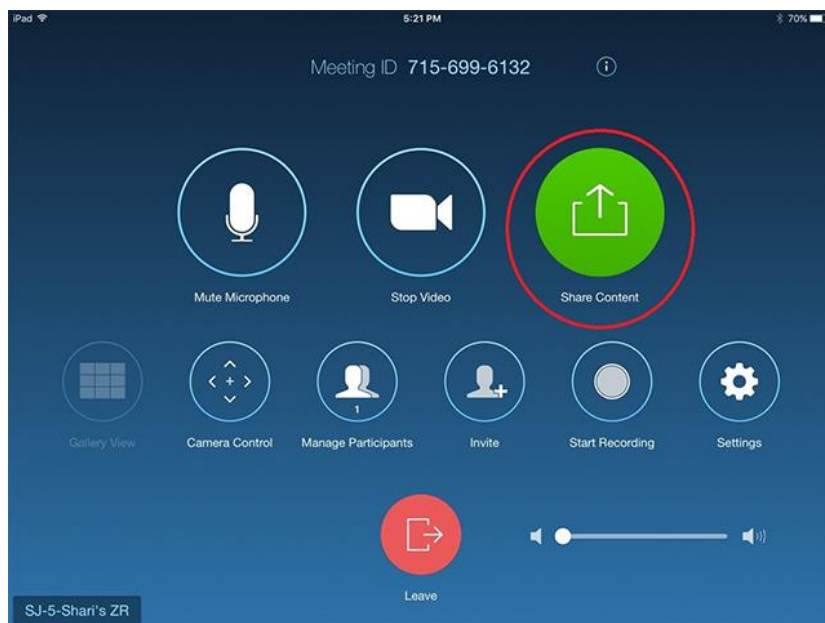 iPad 5:21 PM 70%
Meeting ID 715-699-6132
Mute Microphone Stop Video Share Content
1
Gallery View Camera Control Manage Participants Invite Start Recording Settings
Leave
SJ-5-Shari's ZR